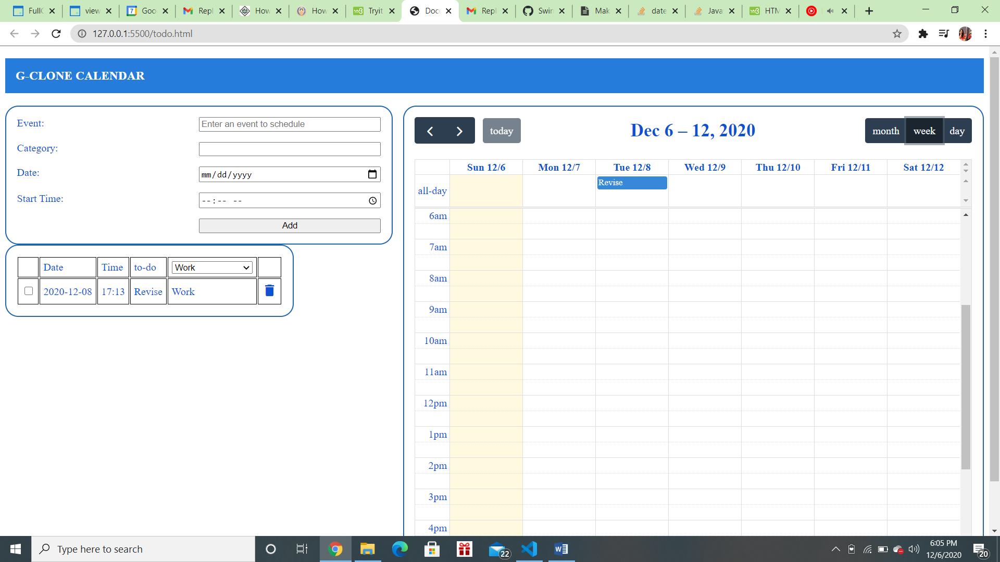 FullC
view
7
Goo
Repl
How
How
Tryit
Docu
Repl
Swin
Mak
date
Java
HTM
127.0.0.1:5500/todo.html
G-CLONE CALENDAR
Event:
Enter an event to schedule
Category:
Date:
mm/dd/yyyy
Start Time:
--:-- --
Add
Date Time to-do Work
2020-12-08 17:13 Revise Work
today
Dec 6 – 12, 2020
month week day
Sun 12/6 Mon 12/7 Tue 12/8 Wed 12/9 Thu 12/10 Fri 12/11 Sat 12/12
all-day
Revise
6am
7am
8am
9am
10am
11am
12pm
1pm
2pm
3pm
4pm
Type here to search
22
6:05 PM
12/6/2020
20